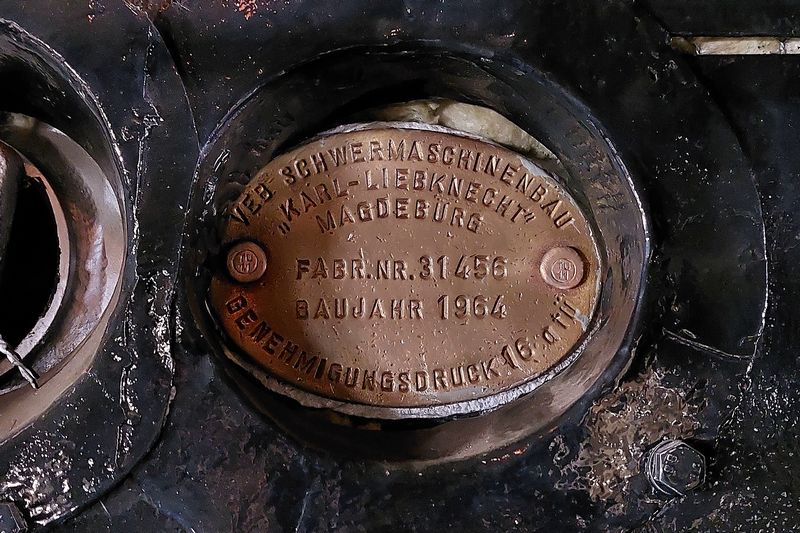 VEB SCHWERMASCHINENBAU
„KARL-LIEBKNECHT"
MAGDEBURG
FABR.NR. 31456
BAUJAHR 1964
GENEHMIGUNGSDRUCK 16 atü